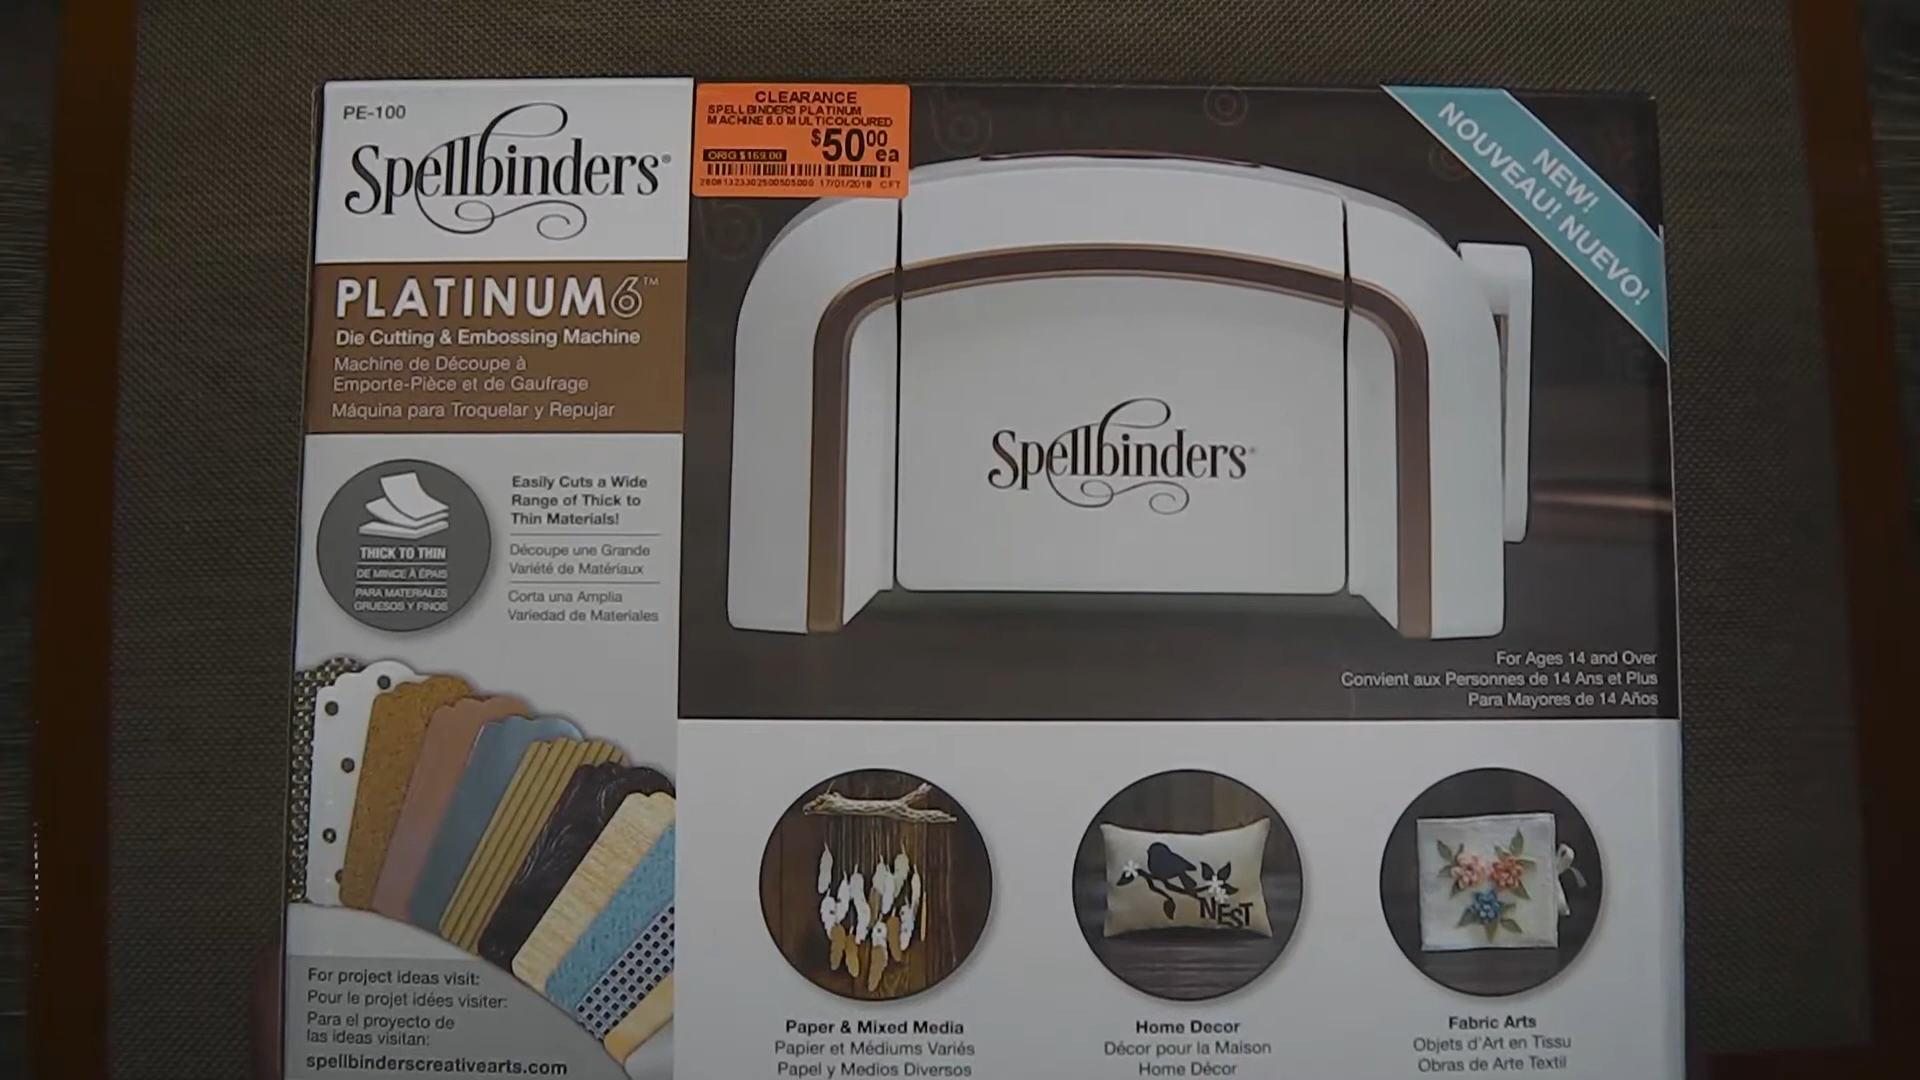 PE-100
Spellbinders®
PLATINUM6™
Die Cutting & Embossing Machine
Machine de Découpe à
Emporte-Pièce et de Gaufrage
Máquina para Troquelar y Repujar
THICK TO THIN
DE MINCE À ÉPAIS
PARA MATERIALES
GRUESOS Y FINOS
Easily Cuts a Wide
Range of Thick to
Thin Materials!
Découpe une Grande
Variété de Matériaux
Corta una Amplia
Variedad de Materiales
For project ideas visit:
Pour le projet idées visiter:
Para el proyecto de
las ideas visitan:
spellbinderscreativearts.com
CLEARANCE
SPELLBINDERS PLATINUM
MACHINE 6.0 MULTICOLOURED
$5000 ea
ORIG $169.00
17/01/2018 CFT
NEW!
NOUVEAU! NUEVO!
Spellbinders®
For Ages 14 and Over
Convient aux Personnes de 14 Ans et Plus
Para Mayores de 14 Años
NEST
Paper & Mixed Media
Papier et Médiums Variés
Papel y Medios Diversos
Home Decor
Décor pour la Maison
Home Décor
Fabric Arts
Objets d'Art en Tissu
Obras de Arte Textil